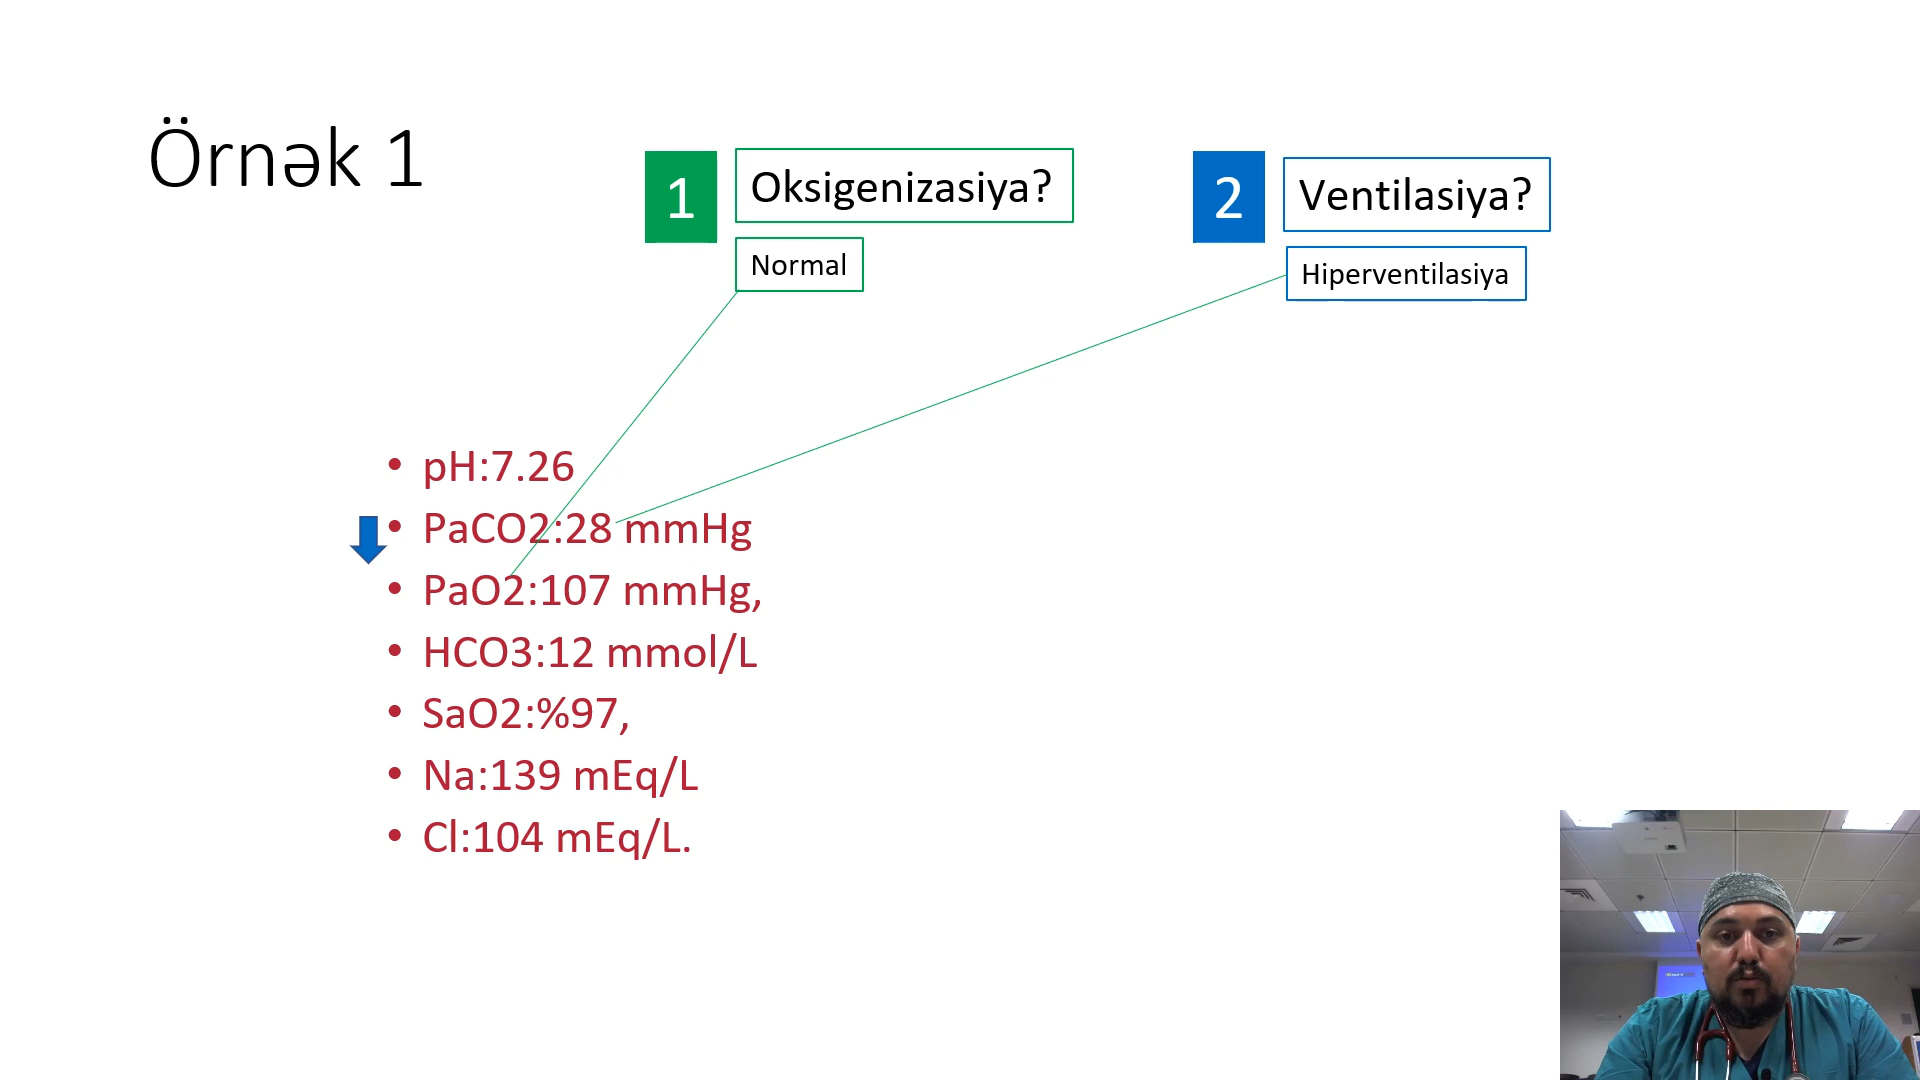 Örnək 1
1
Oksigenizasiya?
Normal
2
Ventilasiya?
Hiperventilasiya
• pH:7.26
• PaCO2:28 mmHg
• PaO2:107 mmHg,
• HCO3:12 mmol/L
• SaO2:%97,
• Na:139 mEq/L
• Cl:104 mEq/L.